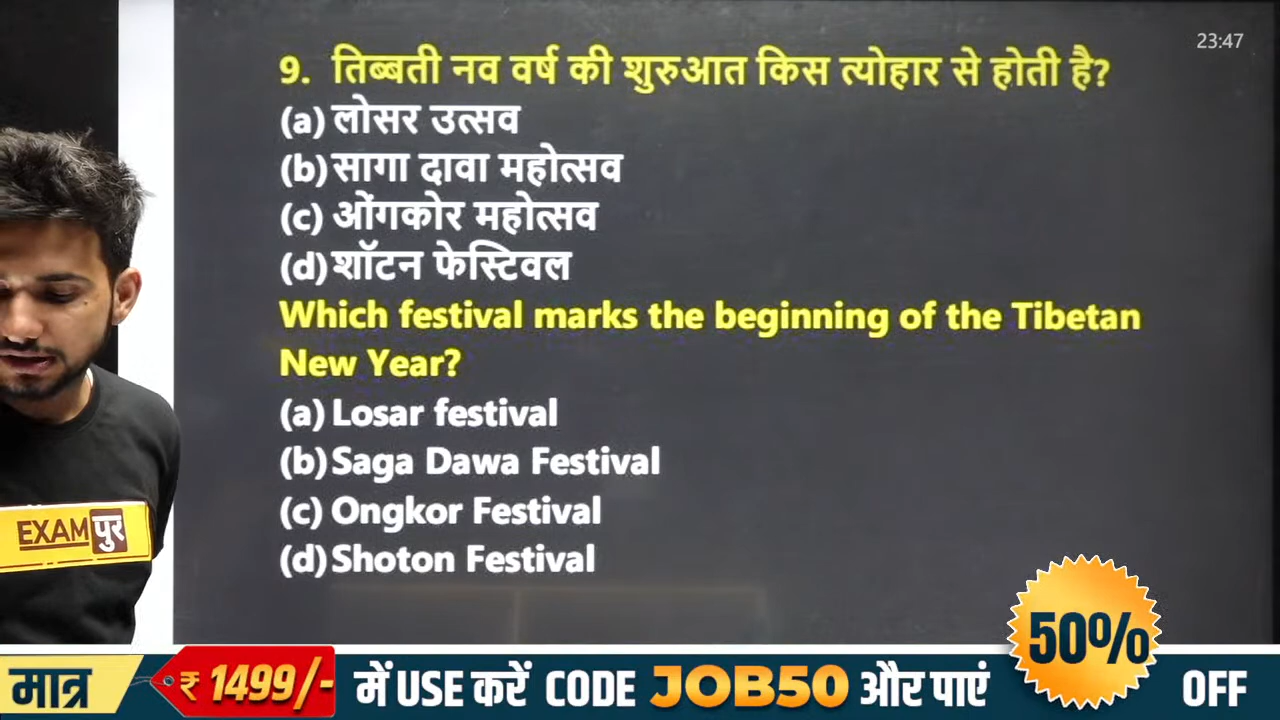 23:47
9. तिब्बती नव वर्ष की शुरुआत किस त्योहार से होती है?
(a) लोसर उत्सव
(b) सागा दावा महोत्सव
(c) ओंगकोर महोत्सव
(d) शॉटन फेस्टिवल
Which festival marks the beginning of the Tibetan
New Year?
(a) Losar festival
(b) Saga Dawa Festival
(c) Ongkor Festival
(d) Shoton Festival
EXAM पुर
मात्र ₹ 1499/- में USE करें CODE JOB50 और पाएं 50% OFF